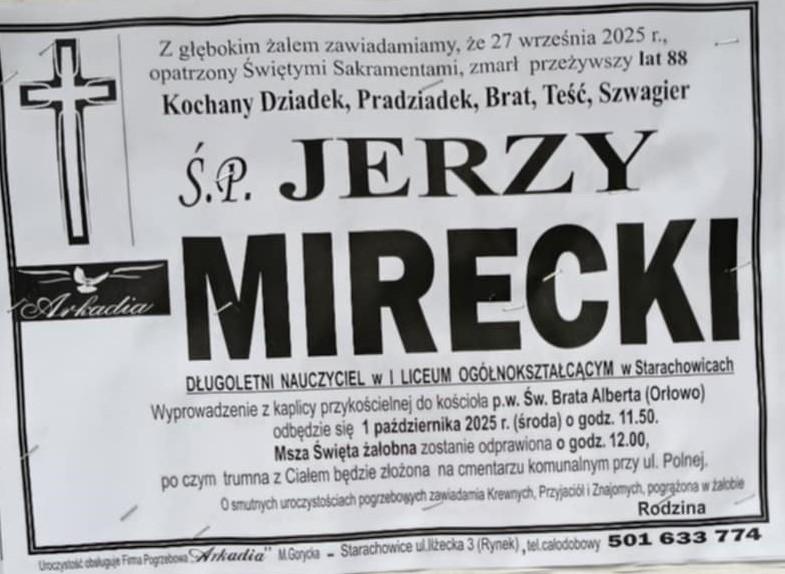 Z głębokim żalem zawiadamiamy, że 27 września 2025 r.,
opatrzony Świętymi Sakramentami, zmarł przeżywszy lat 88
Kochany Dziadek, Pradziadek, Brat, Teść, Szwagier
Ś.P. JERZY
MIRECKI
Arkadia
DŁUGOLETNI NAUCZYCIEL w I LICEUM OGÓLNOKSZTAŁCĄCYM w Starachowicach
Wyprowadzenie z kaplicy przykościelnej do kościoła p.w. Św. Brata Alberta (Orłowo)
odbędzie się 1 października 2025 r. (środa) o godz. 11.50.
Msza Święta żałobna zostanie odprawiona o godz. 12.00,
po czym trumna z Ciałem będzie złożona na cmentarzu komunalnym przy ul. Polnej.
O smutnych uroczystościach pogrzebowych zawiadamia Krewnych, Przyjaciół i Znajomych, pogrążona w żałobie
Rodzina
Uroczystość obsługuje Firma Pogrzebowa "Arkadia" M.Gorycka - Starachowice ul.Iłżecka 3 (Rynek), tel.całodobowy 501 633 774